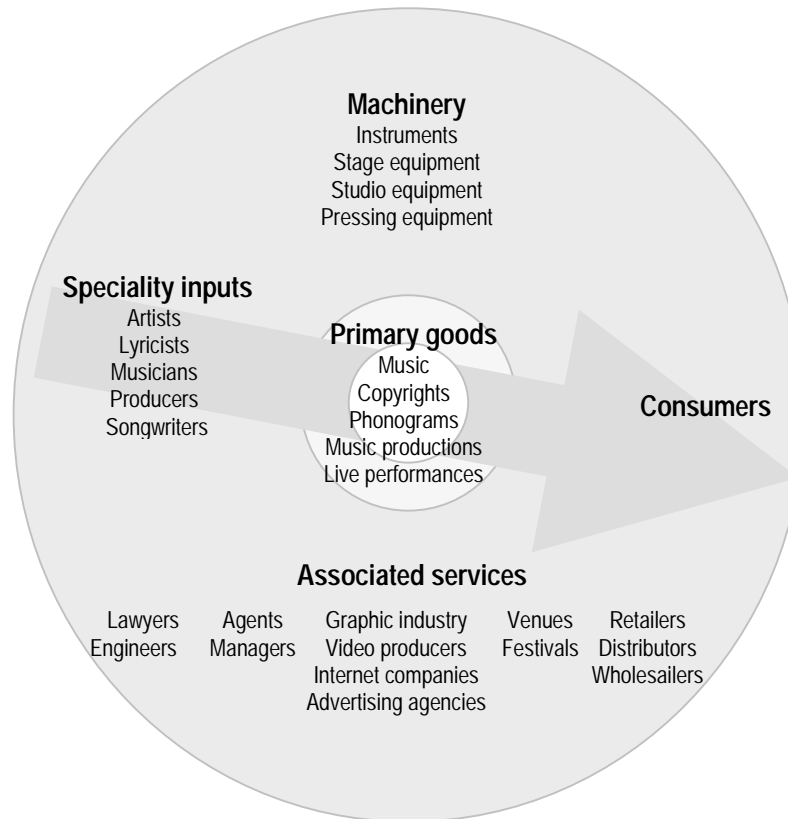 Machinery
Instruments
Stage equipment
Studio equipment
Pressing equipment
Speciality inputs
Artists
Lyricists
Musicians
Producers
Songwriters
Primary goods
Music
Copyrights
Phonograms
Music productions
Live performances
Consumers
Associated services
Lawyers
Engineers
Agents
Managers
Graphic industry
Video producers
Internet companies
Advertising agencies
Venues
Festivals
Retailers
Distributors
Wholesailers